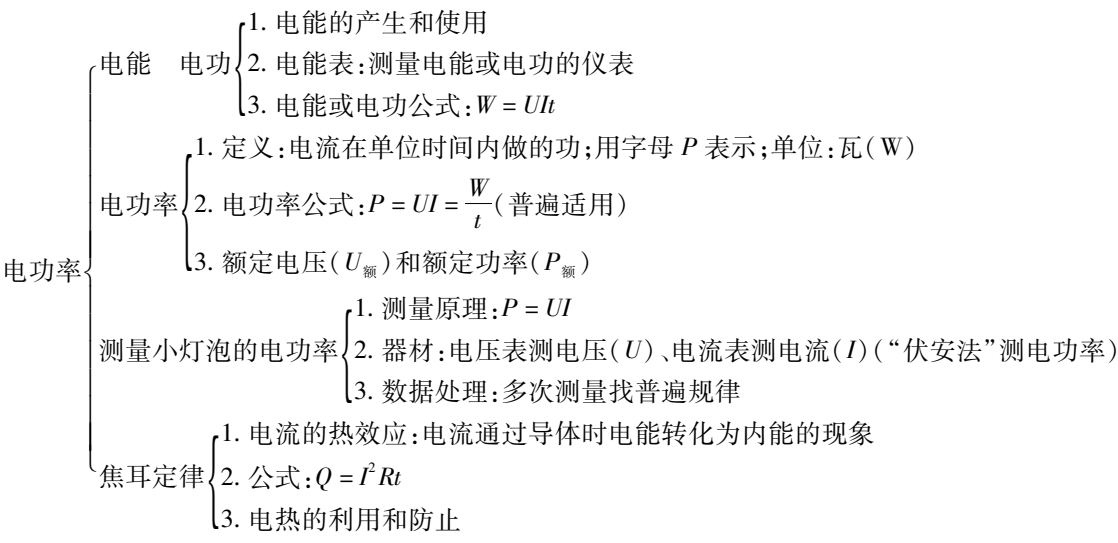 电功率
电能 电功
1. 电能的产生和使用
2. 电能表:测量电能或电功的仪表
3. 电能或电功公式:W = UIt
电功率
1. 定义:电流在单位时间内做的功;用字母 P 表示;单位:瓦(W)
2. 电功率公式:P = UI = W/t(普遍适用)
3. 额定电压(U额)和额定功率(P额)
测量小灯泡的电功率
1. 测量原理:P = UI
2. 器材:电压表测电压(U)、电流表测电流(I)(“伏安法”测电功率)
3. 数据处理:多次测量找普遍规律
焦耳定律
1. 电流的热效应:电流通过导体时电能转化为内能的现象
2. 公式:Q = I²Rt
3. 电热的利用和防止